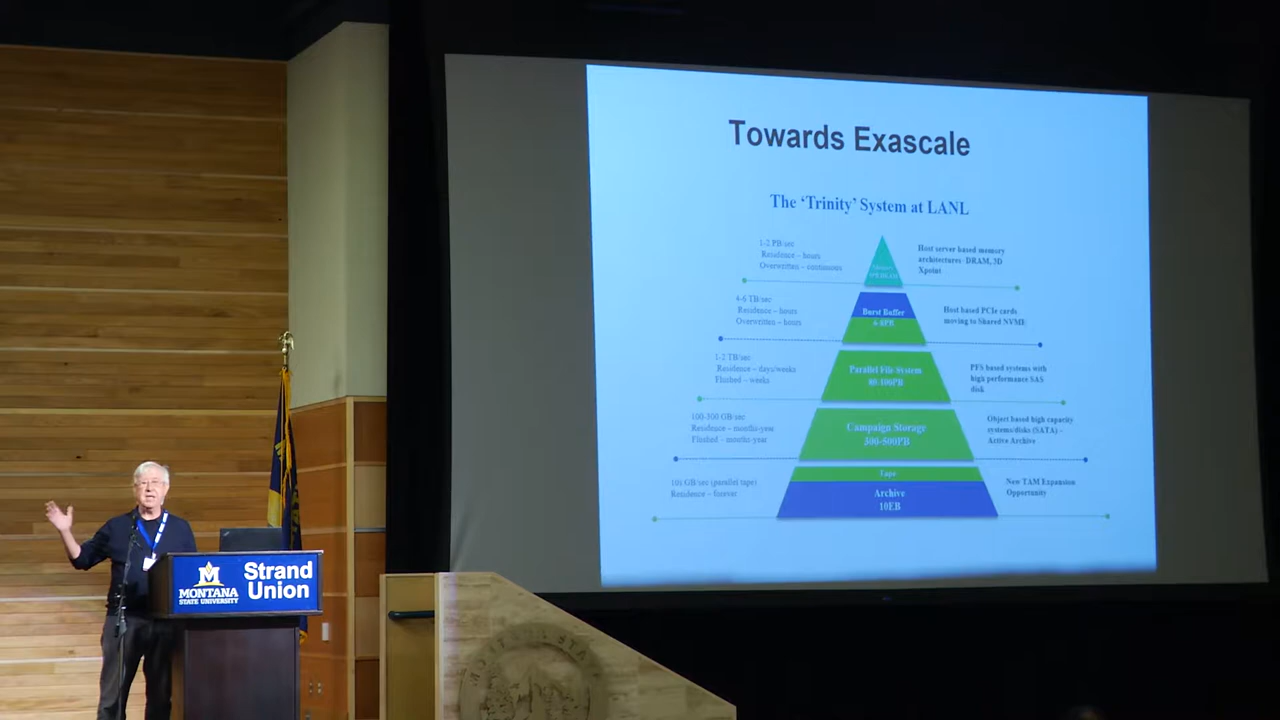 Towards Exascale
The ‘Trinity’ System at LANL
1-2 PB/sec
Residence – hours
Overwritten – continuous
Host server based memory
architectures: DRAM, 3D
Xpoint
4-6 TB/sec
Residence – hours
Overwritten – hours
Burst Buffer
4-8PB
Host based PCIe cards
moving to Shared NVME
1-2 TB/sec
Residence – days/weeks
Flushed – weeks
Parallel File System
80-100PB
PFS based systems with
high performance SAS
disk
100-300 GB/sec
Residence – months-year
Flushed – months-year
Campaign Storage
300-500PB
Object based high capacity
systems/disks (SATA) –
Active Archive
10s GB/sec (parallel tape)
Residence – forever
Tape
Archive
10EB
New TAM Expansion
Opportunity
MONTANA
STATE UNIVERSITY
Strand
Union